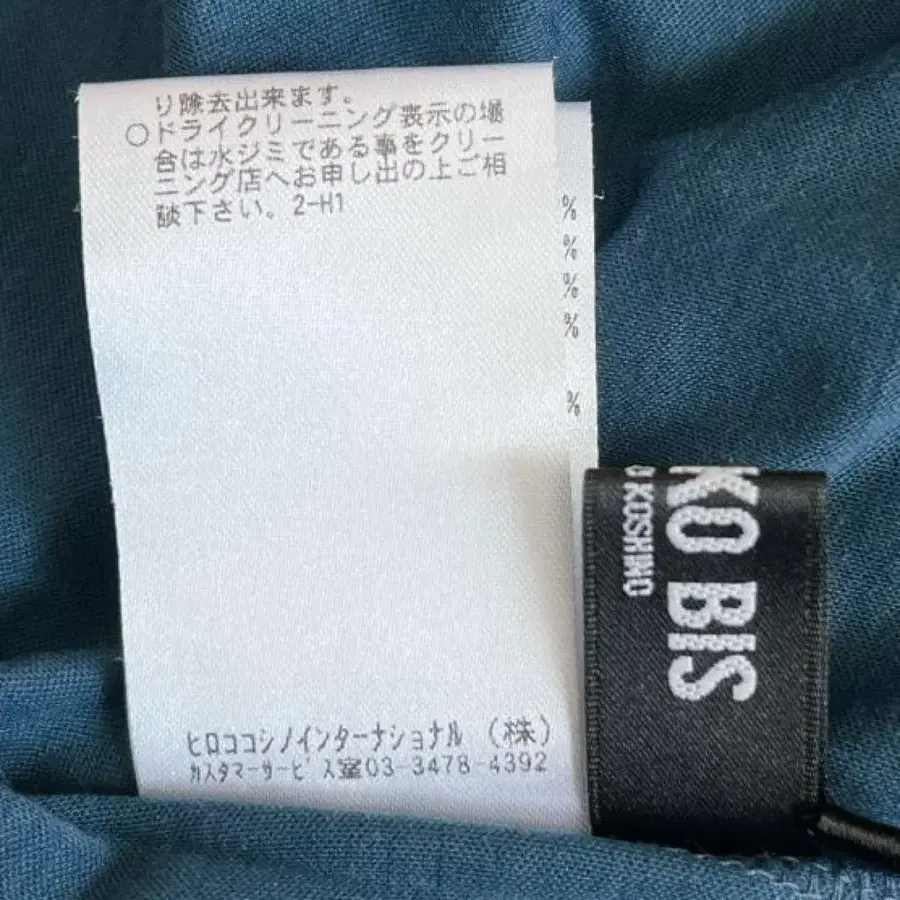 り除去出来ます。
○ドライクリーニング表示の場
合は水ジミである事をクリー
ニング店へお申し出の上ご相
談下さい。2-H1
%
%
%
%
%
KO BIS
KOSHINO
ヒロココシノインターナショナル (株)
カスタマーサービス室03-3478-4392